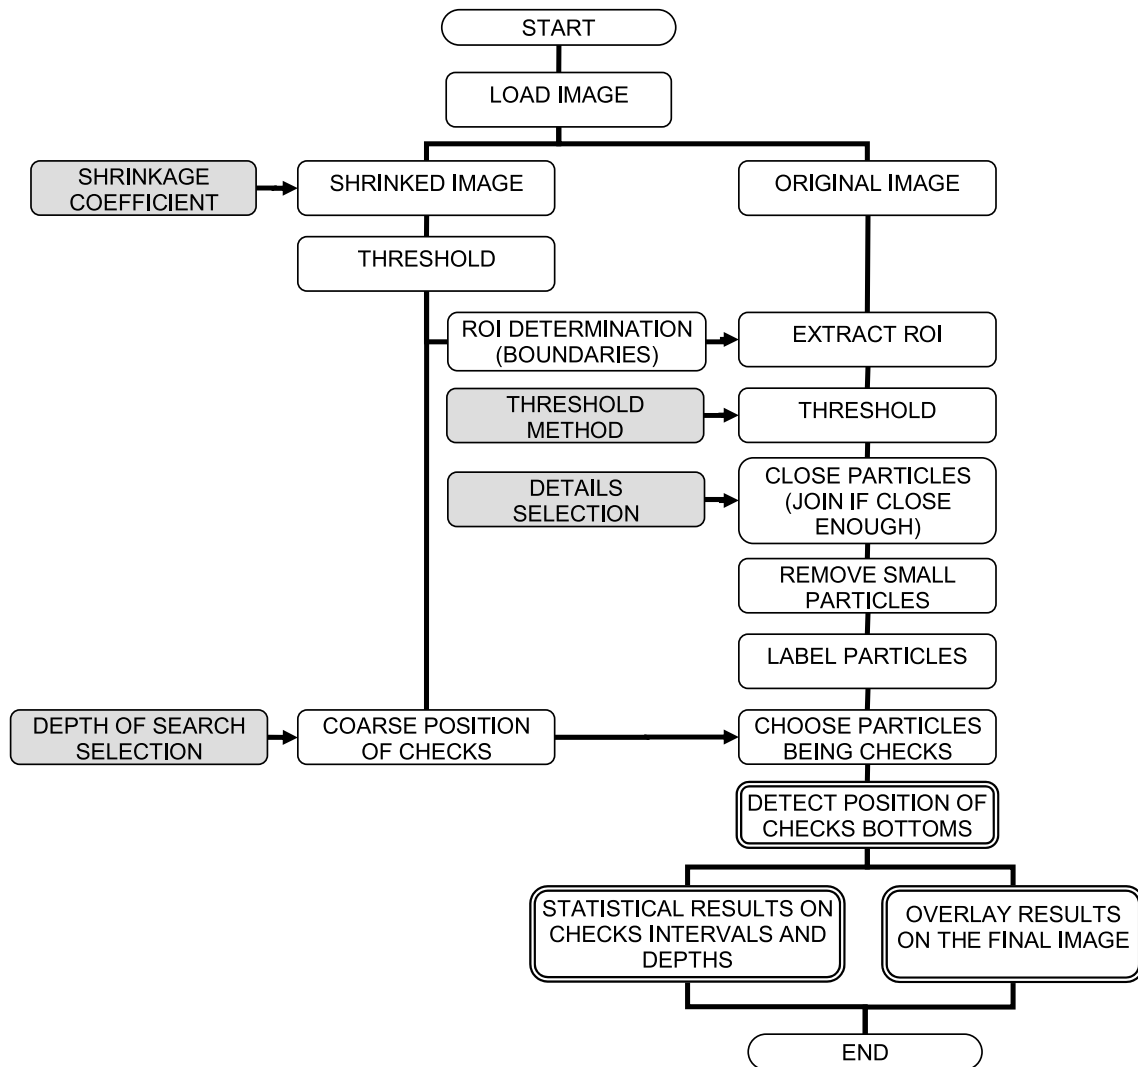 START
LOAD IMAGE
SHRINKAGE
COEFFICIENT
SHRINKED IMAGE
ORIGINAL IMAGE
THRESHOLD
ROI DETERMINATION
(BOUNDARIES)
EXTRACT ROI
THRESHOLD
METHOD
THRESHOLD
DETAILS
SELECTION
CLOSE PARTICLES
(JOIN IF CLOSE
ENOUGH)
REMOVE SMALL
PARTICLES
LABEL PARTICLES
DEPTH OF SEARCH
SELECTION
COARSE POSITION
OF CHECKS
CHOOSE PARTICLES
BEING CHECKS
DETECT POSITION OF
CHECKS BOTTOMS
STATISTICAL RESULTS ON
CHECKS INTERVALS AND
DEPTHS
OVERLAY RESULTS
ON THE FINAL IMAGE
END